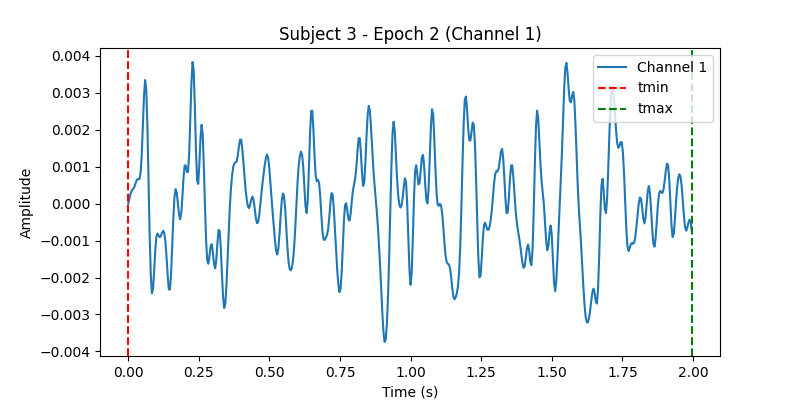 Subject 3 - Epoch 2 (Channel 1)
Channel 1
tmin
tmax
Amplitude
0.004
0.003
0.002
0.001
0.000
−0.001
−0.002
−0.003
−0.004
0.00 0.25 0.50 0.75 1.00 1.25 1.50 1.75 2.00
Time (s)